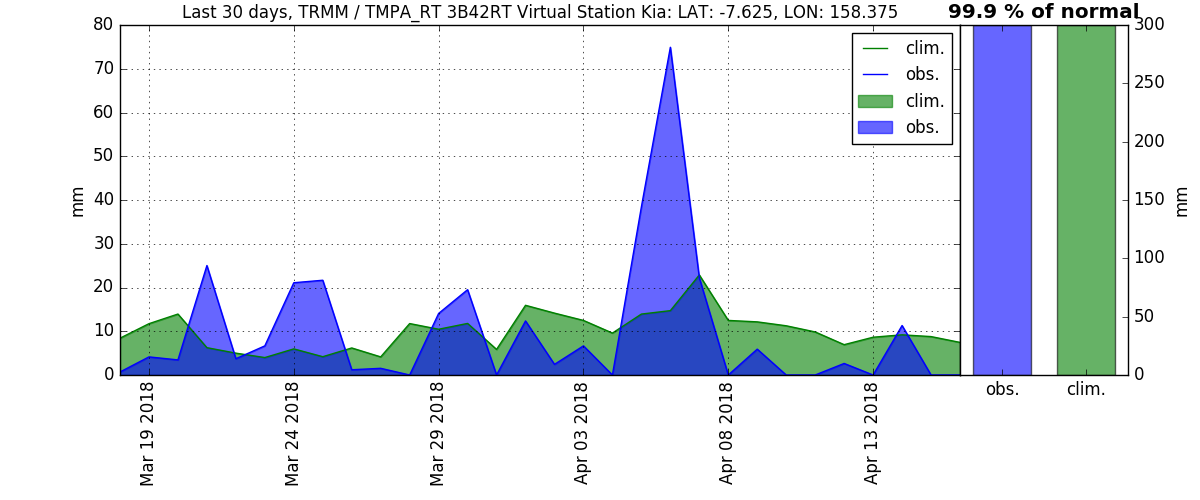 Last 30 days, TRMM / TMPA_RT 3B42RT Virtual Station Kia: LAT: -7.625, LON: 158.375
99.9 % of normal
80
70
60
50
40
30
20
10
0
mm
clim.
obs.
clim.
obs.
300
250
200
150
100
50
0
mm
Mar 19 2018
Mar 24 2018
Mar 29 2018
Apr 03 2018
Apr 08 2018
Apr 13 2018
obs.
clim.